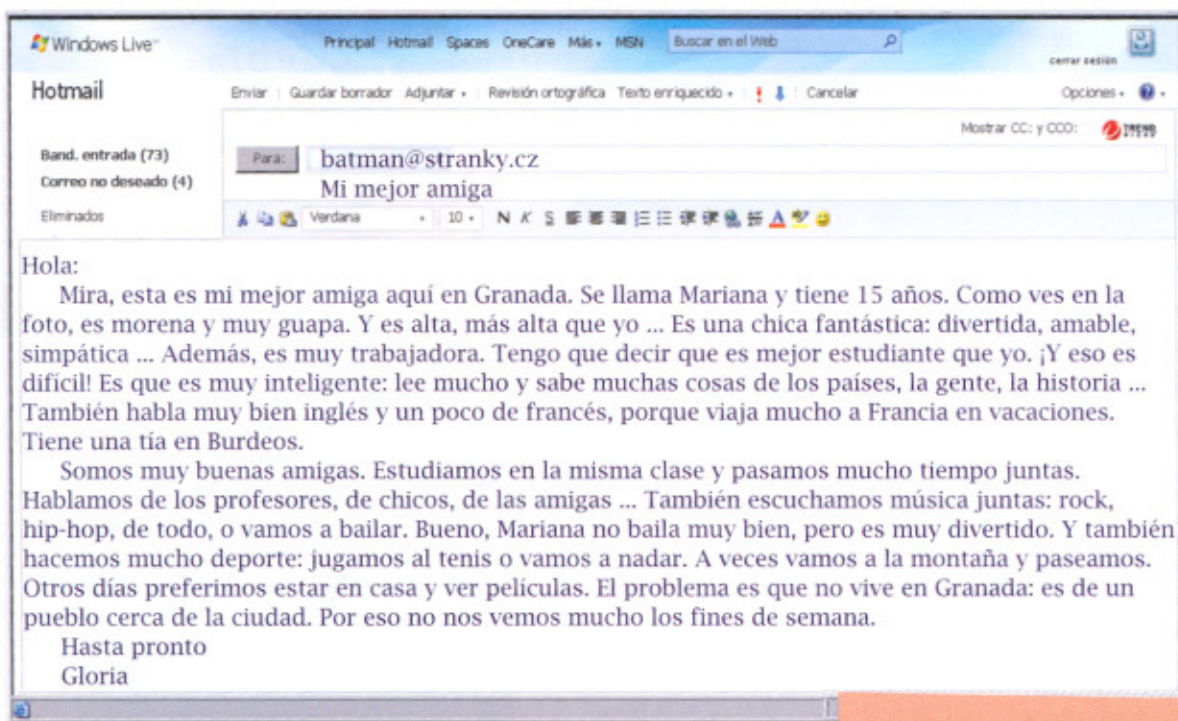 Windows Live
Principal Hotmail Spaces OneCare Más MSN Buscar en el Web
cerrar sesión
Hotmail Enviar Guardar borrador Adjuntar Revisión ortográfica Texto enriquecido Cancelar Opciones
Mostrar CC: y CCO: TREND
Band. entrada (73) Para: batman@stranky.cz
Correo no deseado (4) Mi mejor amiga
Eliminados Verdana 10 N K S A
Hola:
Mira, esta es mi mejor amiga aquí en Granada. Se llama Mariana y tiene 15 años. Como ves en la
foto, es morena y muy guapa. Y es alta, más alta que yo ... Es una chica fantástica: divertida, amable,
simpática ... Además, es muy trabajadora. Tengo que decir que es mejor estudiante que yo. ¡Y eso es
difícil! Es que es muy inteligente: lee mucho y sabe muchas cosas de los países, la gente, la historia ...
También habla muy bien inglés y un poco de francés, porque viaja mucho a Francia en vacaciones.
Tiene una tía en Burdeos.
Somos muy buenas amigas. Estudiamos en la misma clase y pasamos mucho tiempo juntas.
Hablamos de los profesores, de chicos, de las amigas ... También escuchamos música juntas: rock,
hip-hop, de todo, o vamos a bailar. Bueno, Mariana no baila muy bien, pero es muy divertido. Y también
hacemos mucho deporte: jugamos al tenis o vamos a nadar. A veces vamos a la montaña y paseamos.
Otros días preferimos estar en casa y ver películas. El problema es que no vive en Granada: es de un
pueblo cerca de la ciudad. Por eso no nos vemos mucho los fines de semana.
Hasta pronto
Gloria